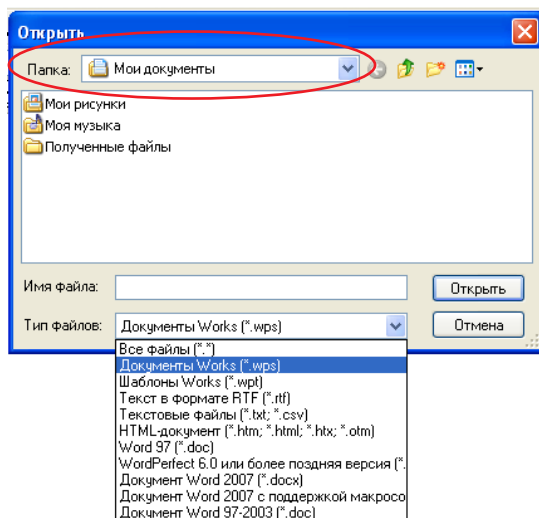 Открыть
Папка: Мои документы
Мои рисунки
Моя музыка
Полученные файлы
Имя файла: Открыть
Тип файлов: Документы Works (*.wps) Отмена
Все файлы (*.*)
Документы Works (*.wps)
Шаблоны Works (*.wpt)
Текст в формате RTF (*.rtf)
Текстовые файлы (*.txt; *.csv)
HTML-документ (*.htm; *.html; *.htx; *.otm)
Word 97 (*.doc)
WordPerfect 6.0 или более поздняя версия (*.
Документ Word 2007 (*.docx)
Документ Word 2007 с поддержкой макросо
Документ Word 97-2003 (*.doc)